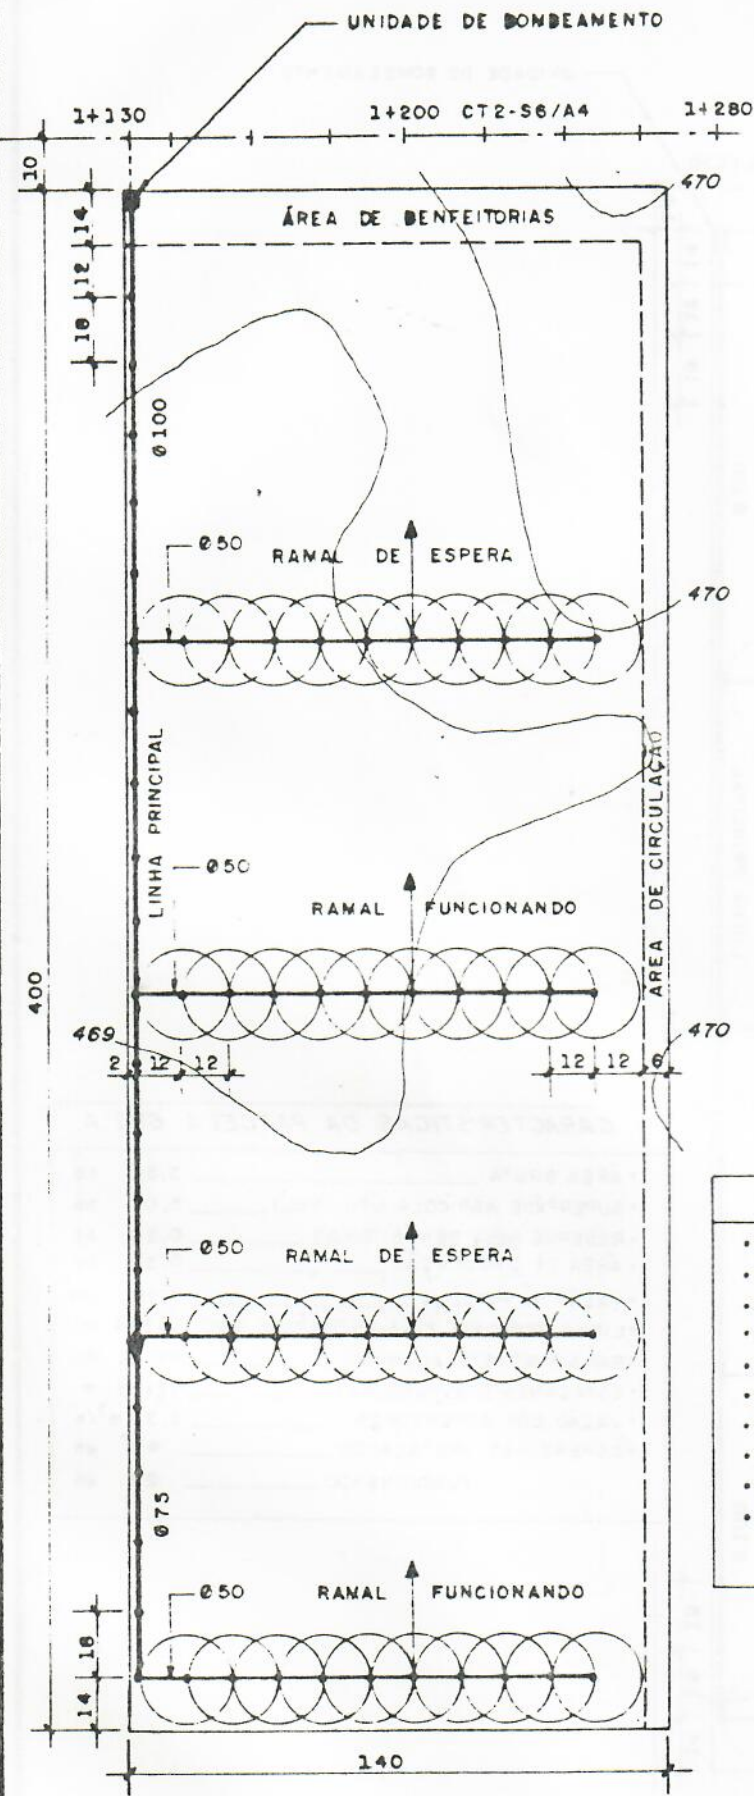 UNIDADE DE BOMBEAMENTO
1+130 1+200 CT2-S6/A4 1+280
10
470
14
ÁREA DE BENFEITORIAS
12
18
Ø100
Ø50
RAMAL DE ESPERA
470
LINHA PRINCIPAL
ÁREA DE CIRCULAÇÃO
Ø50
RAMAL FUNCIONANDO
400
469
470
2 12 12 12 12 6
Ø50
RAMAL DE ESPERA
Ø75
Ø50
RAMAL FUNCIONANDO
18
14
140